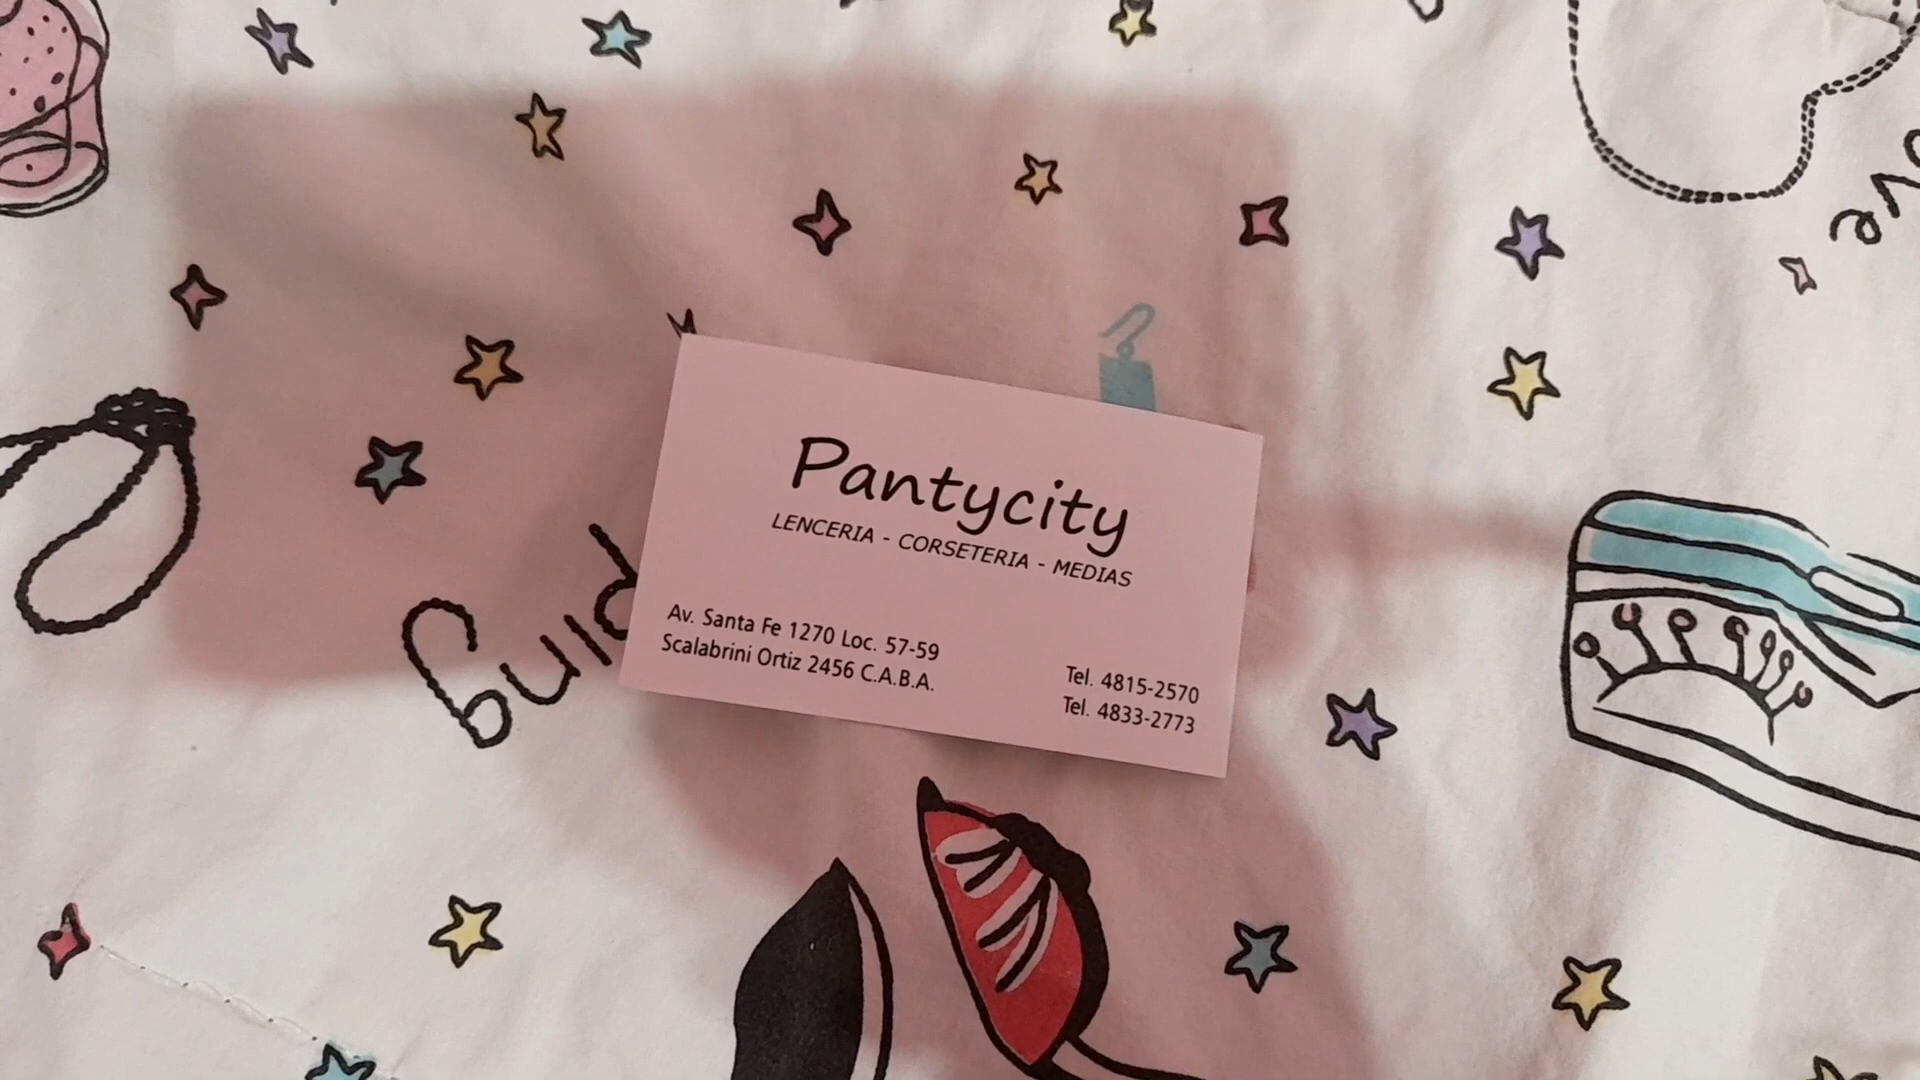 Pantycity
LENCERIA - CORSETERIA - MEDIAS
Av. Santa Fe 1270 Loc. 57-59
Scalabrini Ortiz 2456 C.A.B.A.
Tel. 4815-2570
Tel. 4833-2773